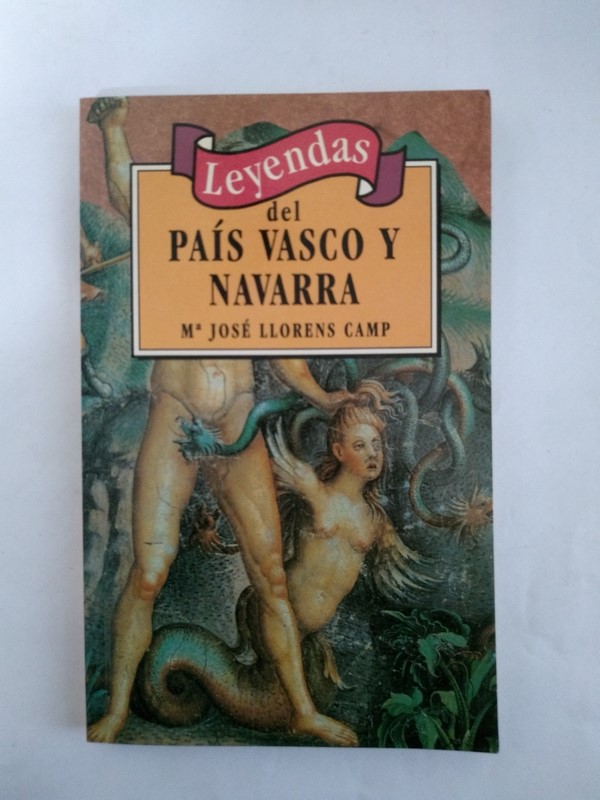 Leyendas
del
PAÍS VASCO Y
NAVARRA
Mª JOSÉ LLORENS CAMP